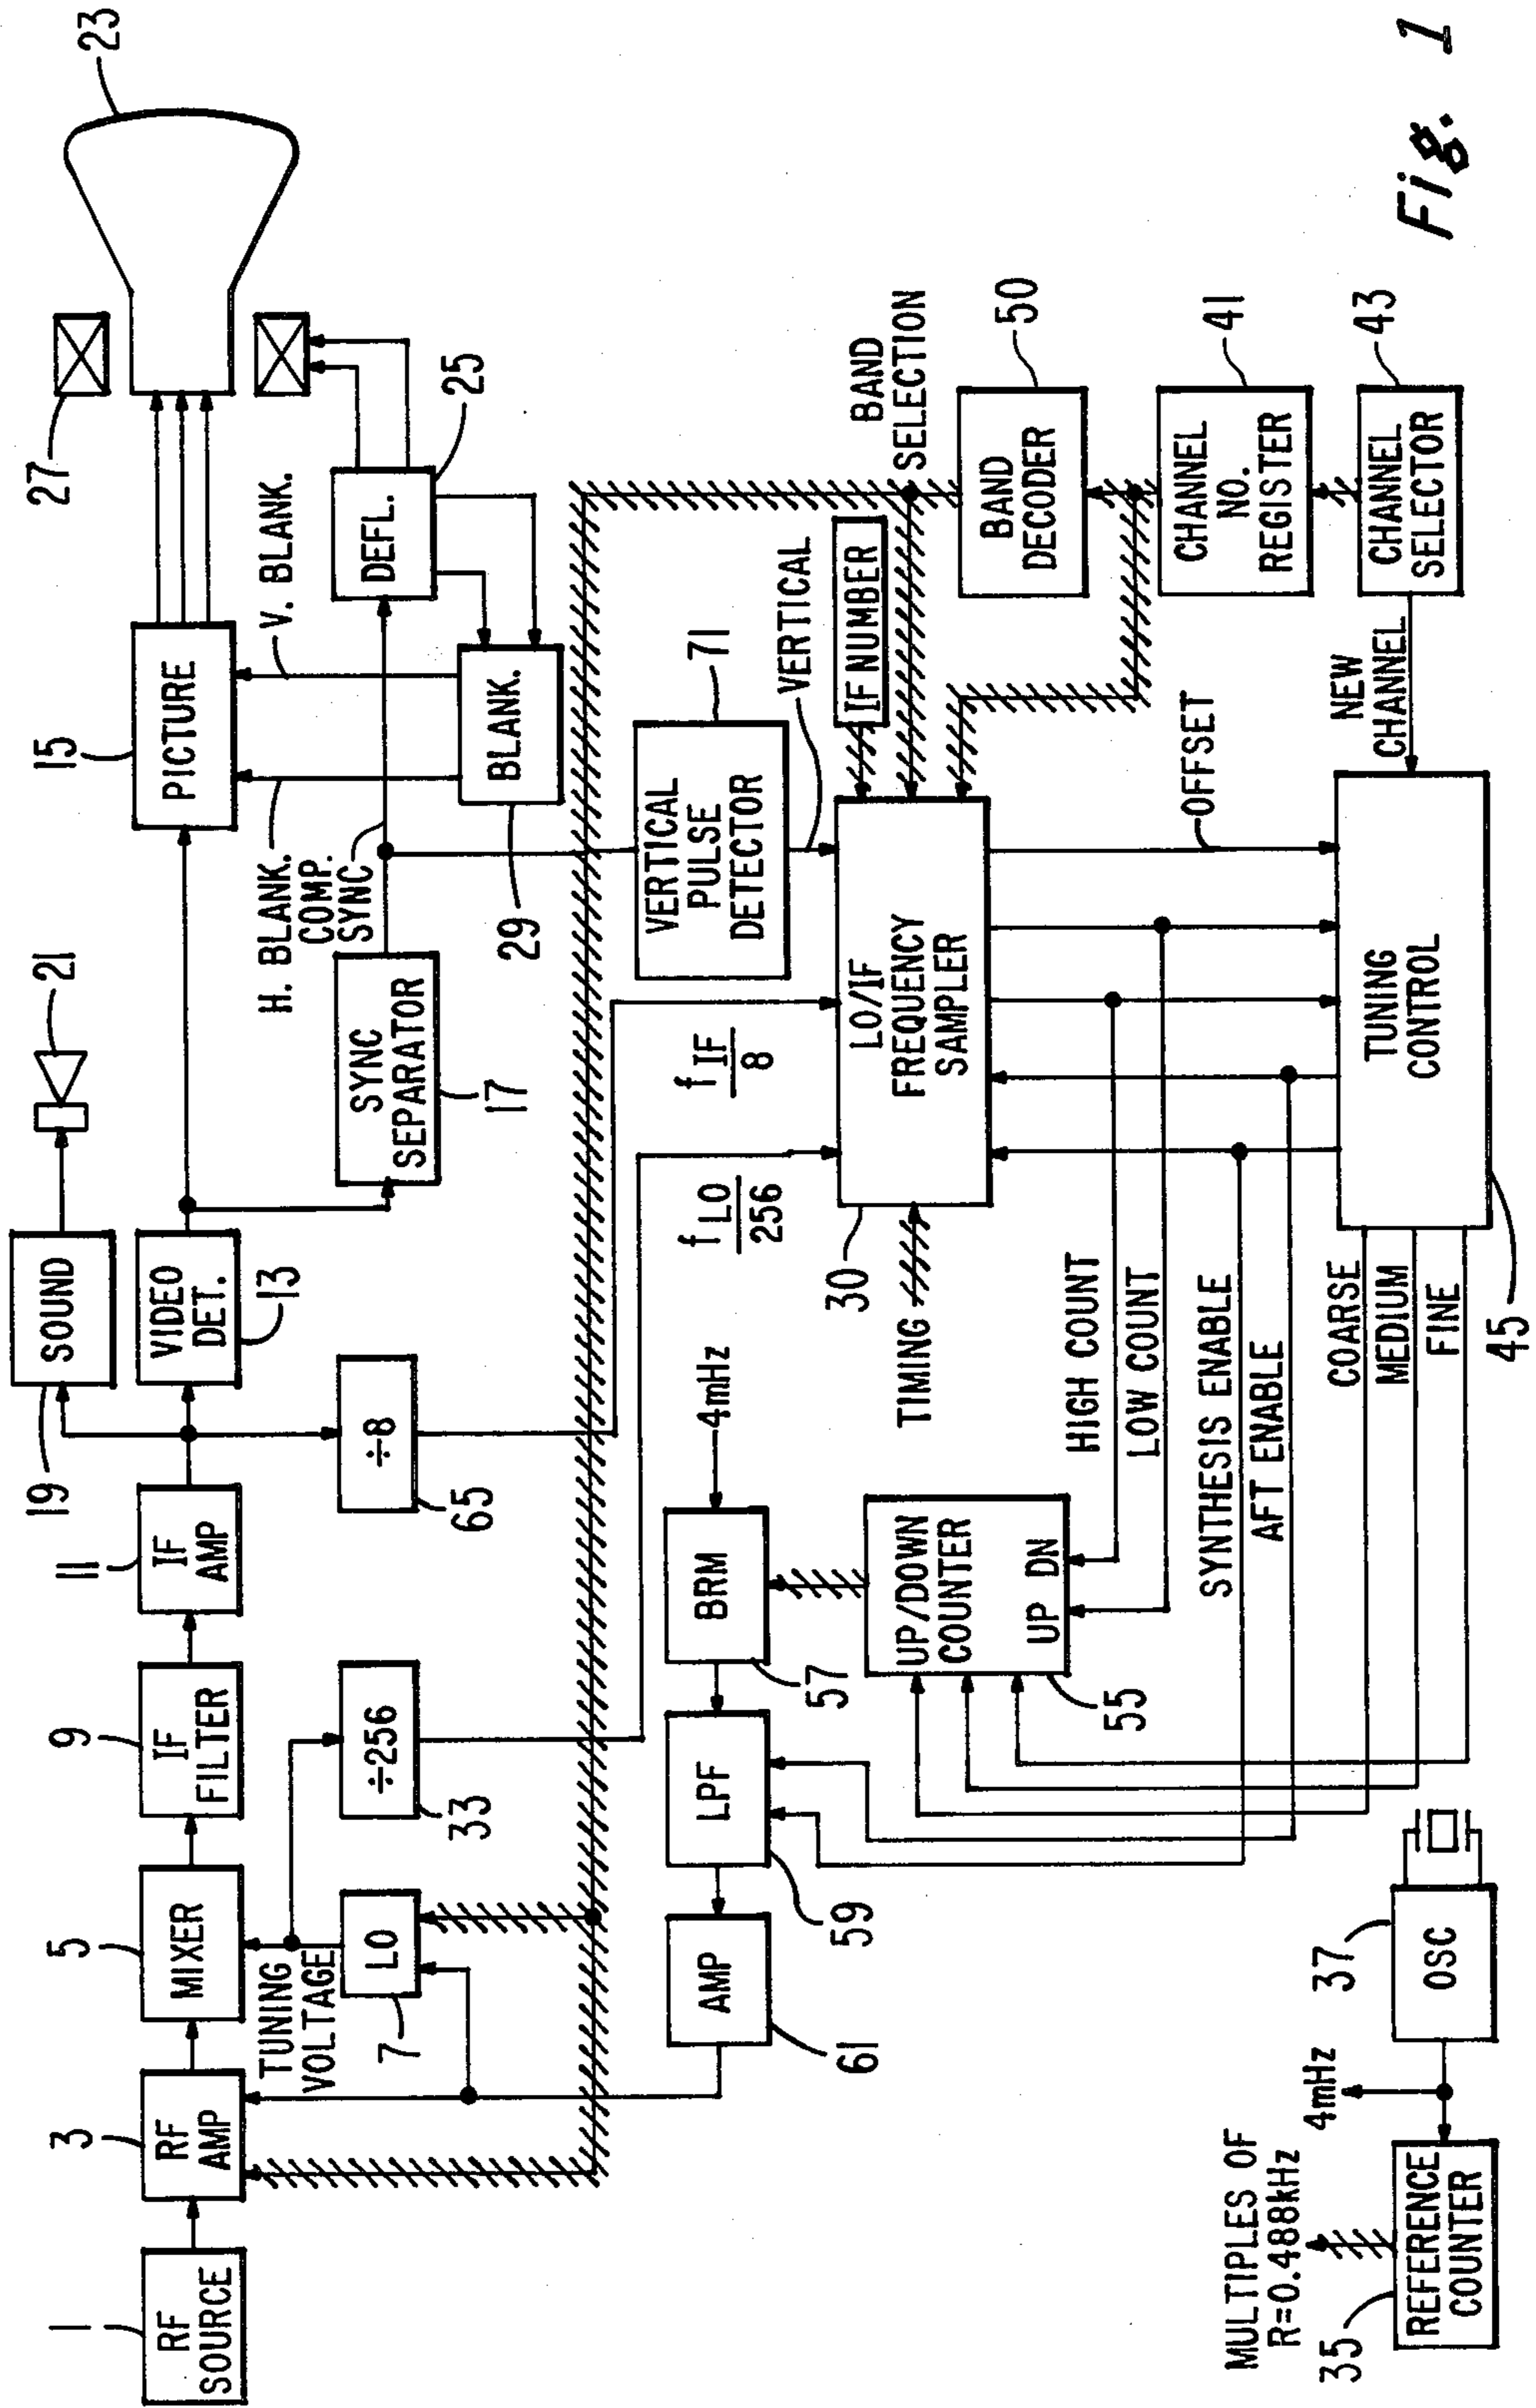 1
RF
SOURCE
3
RF
AMP
5
MIXER
9
IF
FILTER
11
IF
AMP
19
SOUND
21
VIDEO
DET.
13
15
PICTURE
27
23
TUNING
VOLTAGE
LO
7
÷256
33
÷8
65
SYNC
SEPARATOR
17
H. BLANK.
COMP.
SYNC
V. BLANK.
DEFL.
25
BLANK.
29
AMP
61
LPF
59
BRM
57
4mHz
UP/DOWN
COUNTER
UP DN
55
f LO
256
f IF
8
VERTICAL
PULSE
DETECTOR
71
VERTICAL
IF NUMBER
BAND
SELECTION
30
TIMING
LO/IF
FREQUENCY
SAMPLER
BAND
DECODER
50
HIGH COUNT
LOW COUNT
SYNTHESIS ENABLE
AFT ENABLE
OFFSET
CHANNEL
NO.
REGISTER
41
COARSE
MEDIUM
FINE
TUNING
CONTROL
45
NEW
CHANNEL
CHANNEL
SELECTOR
43
MULTIPLES OF
R=0.488kHz
35
REFERENCE
COUNTER
4mHz
37
OSC
Fig. 1